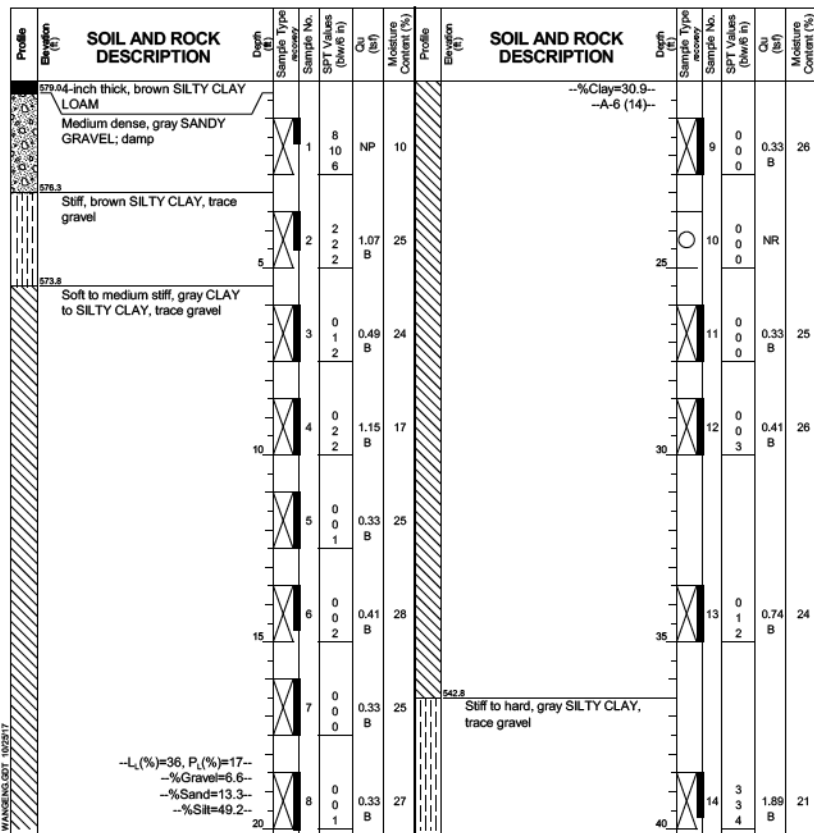 Profile
Elevation (ft)
SOIL AND ROCK DESCRIPTION
Depth (ft)
Sample Type
recovery
Sample No.
SPT Values (blw/6 in)
Qu (tsf)
Moisture Content (%)
579.0
4-inch thick, brown SILTY CLAY
LOAM
Medium dense, gray SANDY
GRAVEL; damp
1
8
10
6
NP
10
576.3
Stiff, brown SILTY CLAY, trace
gravel
2
2
2
2
1.07
B
25
5
573.8
Soft to medium stiff, gray CLAY
to SILTY CLAY, trace gravel
3
0
1
2
0.49
B
24
4
0
2
2
1.15
B
17
10
5
0
0
1
0.33
B
25
6
0
0
2
0.41
B
28
15
7
0
0
0
0.33
B
25
--LL(%)=36, PL(%)=17--
--%Gravel=6.6--
--%Sand=13.3--
--%Silt=49.2--
8
0
0
1
0.33
B
27
20
WANGENG.GDT 10/25/17
Profile
Elevation (ft)
SOIL AND ROCK DESCRIPTION
Depth (ft)
Sample Type
recovery
Sample No.
SPT Values (blw/6 in)
Qu (tsf)
Moisture Content (%)
--%Clay=30.9--
--A-6 (14)--
9
0
0
0
0.33
B
26
10
0
0
0
NR
25
11
0
0
0
0.33
B
25
12
0
0
3
0.41
B
26
30
13
0
1
2
0.74
B
24
35
542.8
Stiff to hard, gray SILTY CLAY,
trace gravel
14
3
3
4
1.89
B
21
40